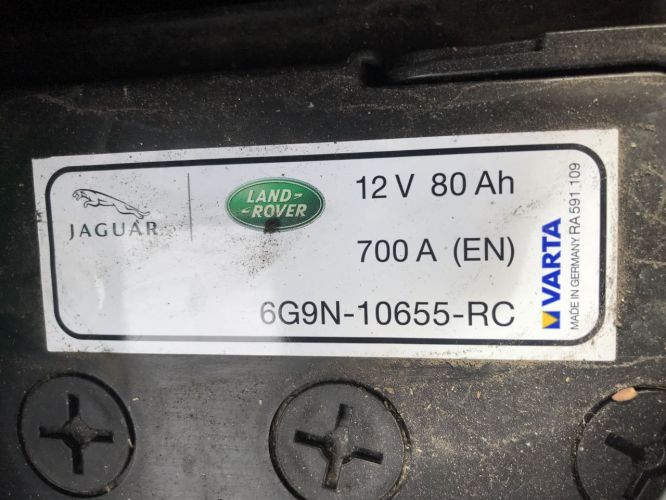 JAGUAR
LAND-
-ROVER
12 V 80 Ah
700 A (EN)
6G9N-10655-RC
VARTA
MADE IN GERMANY RA 591 109